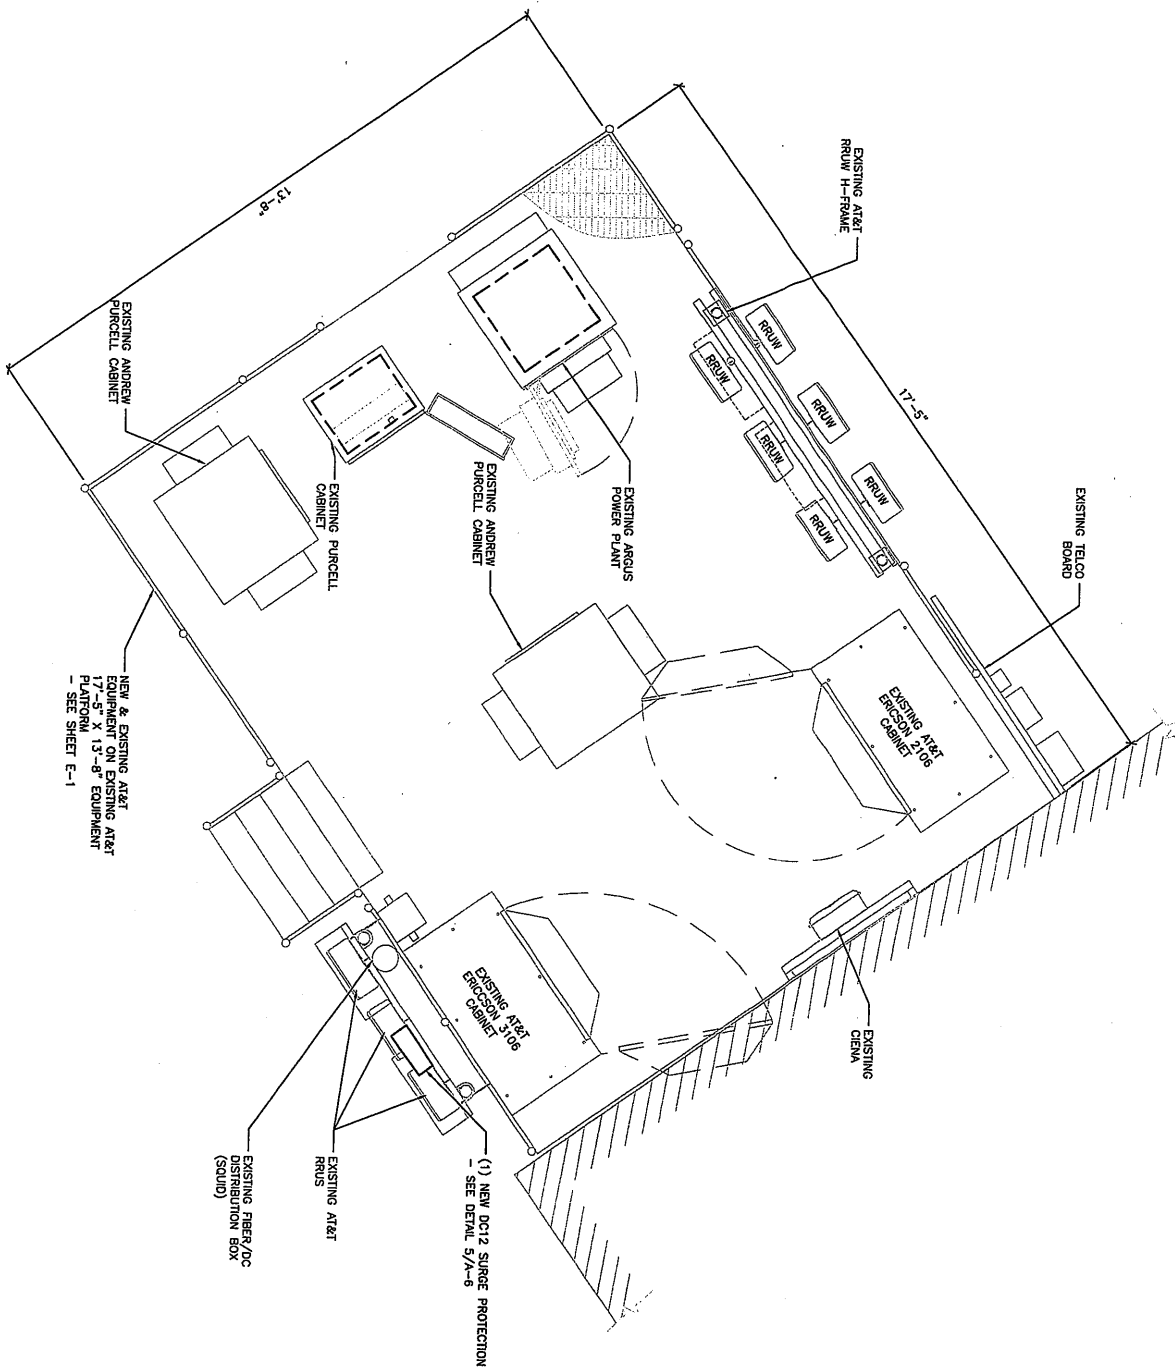 13'-8"
17'-5"
EXISTING AT&T
RRUW H-FRAME
RRUW
RRUW
RRUW
RRUW
RRUW
RRUW
EXISTING TELCO
BOARD
EXISTING ANDREW
PURCELL CABINET
EXISTING PURCELL
CABINET
EXISTING ARGUS
POWER PLANT
EXISTING ANDREW
PURCELL CABINET
EXISTING AT&T
ERICSON 2106
CABINET
NEW & EXISTING AT&T
EQUIPMENT ON EXISTING AT&T
17'-5" X 13'-8" EQUIPMENT
PLATFORM
- SEE SHEET E-1
EXISTING AT&T
ERICCSON 3106
CABINET
EXISTING
CIENA
(1) NEW DC12 SURGE PROTECTION
- SEE DETAIL 5/A-6
EXISTING AT&T
RRUS
EXISTING FIBER/DC
DISTRIBUTION BOX
(SQUID)